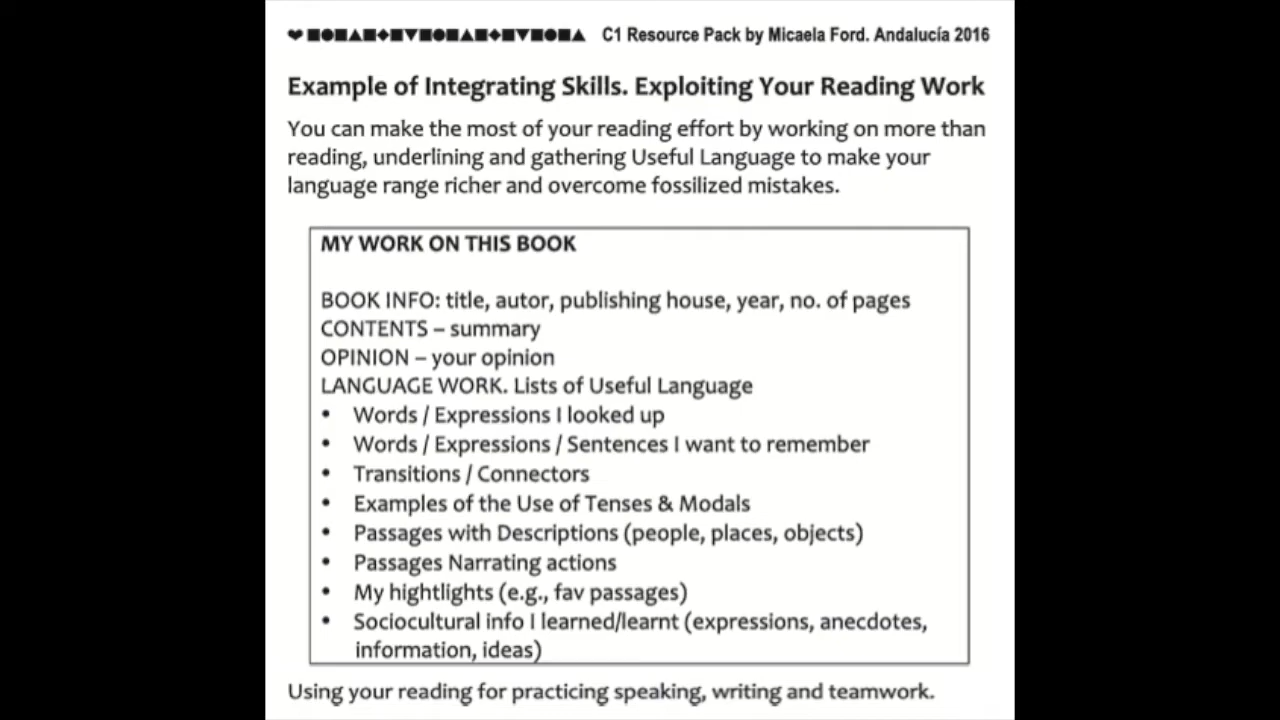 C1 Resource Pack by Micaela Ford. Andalucía 2016
Example of Integrating Skills. Exploiting Your Reading Work
You can make the most of your reading effort by working on more than
reading, underlining and gathering Useful Language to make your
language range richer and overcome fossilized mistakes.
MY WORK ON THIS BOOK
BOOK INFO: title, autor, publishing house, year, no. of pages
CONTENTS – summary
OPINION – your opinion
LANGUAGE WORK. Lists of Useful Language
• Words / Expressions I looked up
• Words / Expressions / Sentences I want to remember
• Transitions / Connectors
• Examples of the Use of Tenses & Modals
• Passages with Descriptions (people, places, objects)
• Passages Narrating actions
• My hightlights (e.g., fav passages)
• Sociocultural info I learned/learnt (expressions, anecdotes,
information, ideas)
Using your reading for practicing speaking, writing and teamwork.